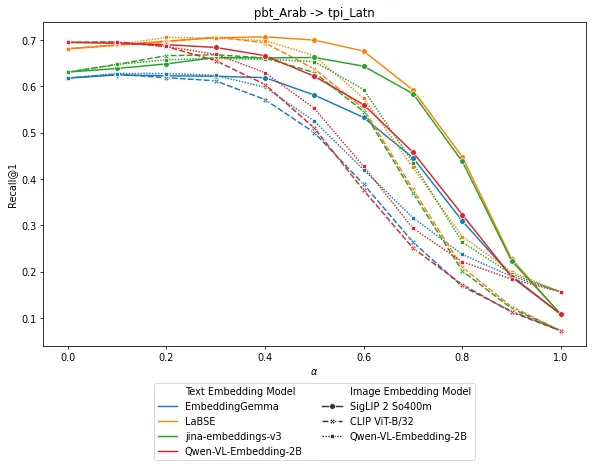 pbt_Arab -> tpi_Latn
Recall@1
0.7
0.6
0.5
0.4
0.3
0.2
0.1
0.0 0.2 0.4 0.6 0.8 1.0
α
Text Embedding Model
EmbeddingGemma
LaBSE
jina-embeddings-v3
Qwen-VL-Embedding-2B
Image Embedding Model
SigLIP 2 So400m
CLIP ViT-B/32
Qwen-VL-Embedding-2B